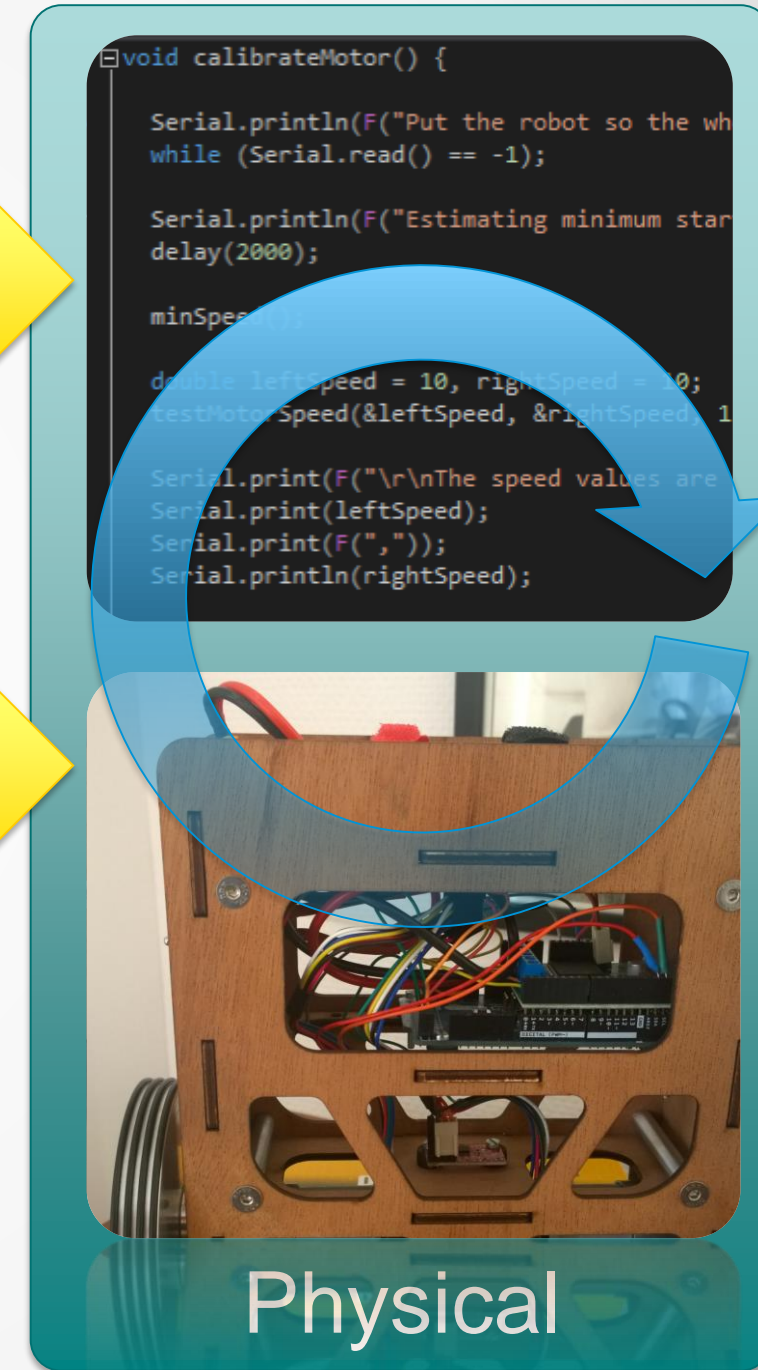 void calibrateMotor() {
Serial.println(F("Put the robot so the wh
while (Serial.read() == -1);
Serial.println(F("Estimating minimum star
delay(2000);
minSpeed();
double leftSpeed = 10, rightSpeed = 10;
testMotorSpeed(&leftSpeed, &rightSpeed, 1
Serial.print(F("\r\nThe speed values are
Serial.print(leftSpeed);
Serial.print(F(","));
Serial.println(rightSpeed);
DIGITAL (PWM~)
Physical